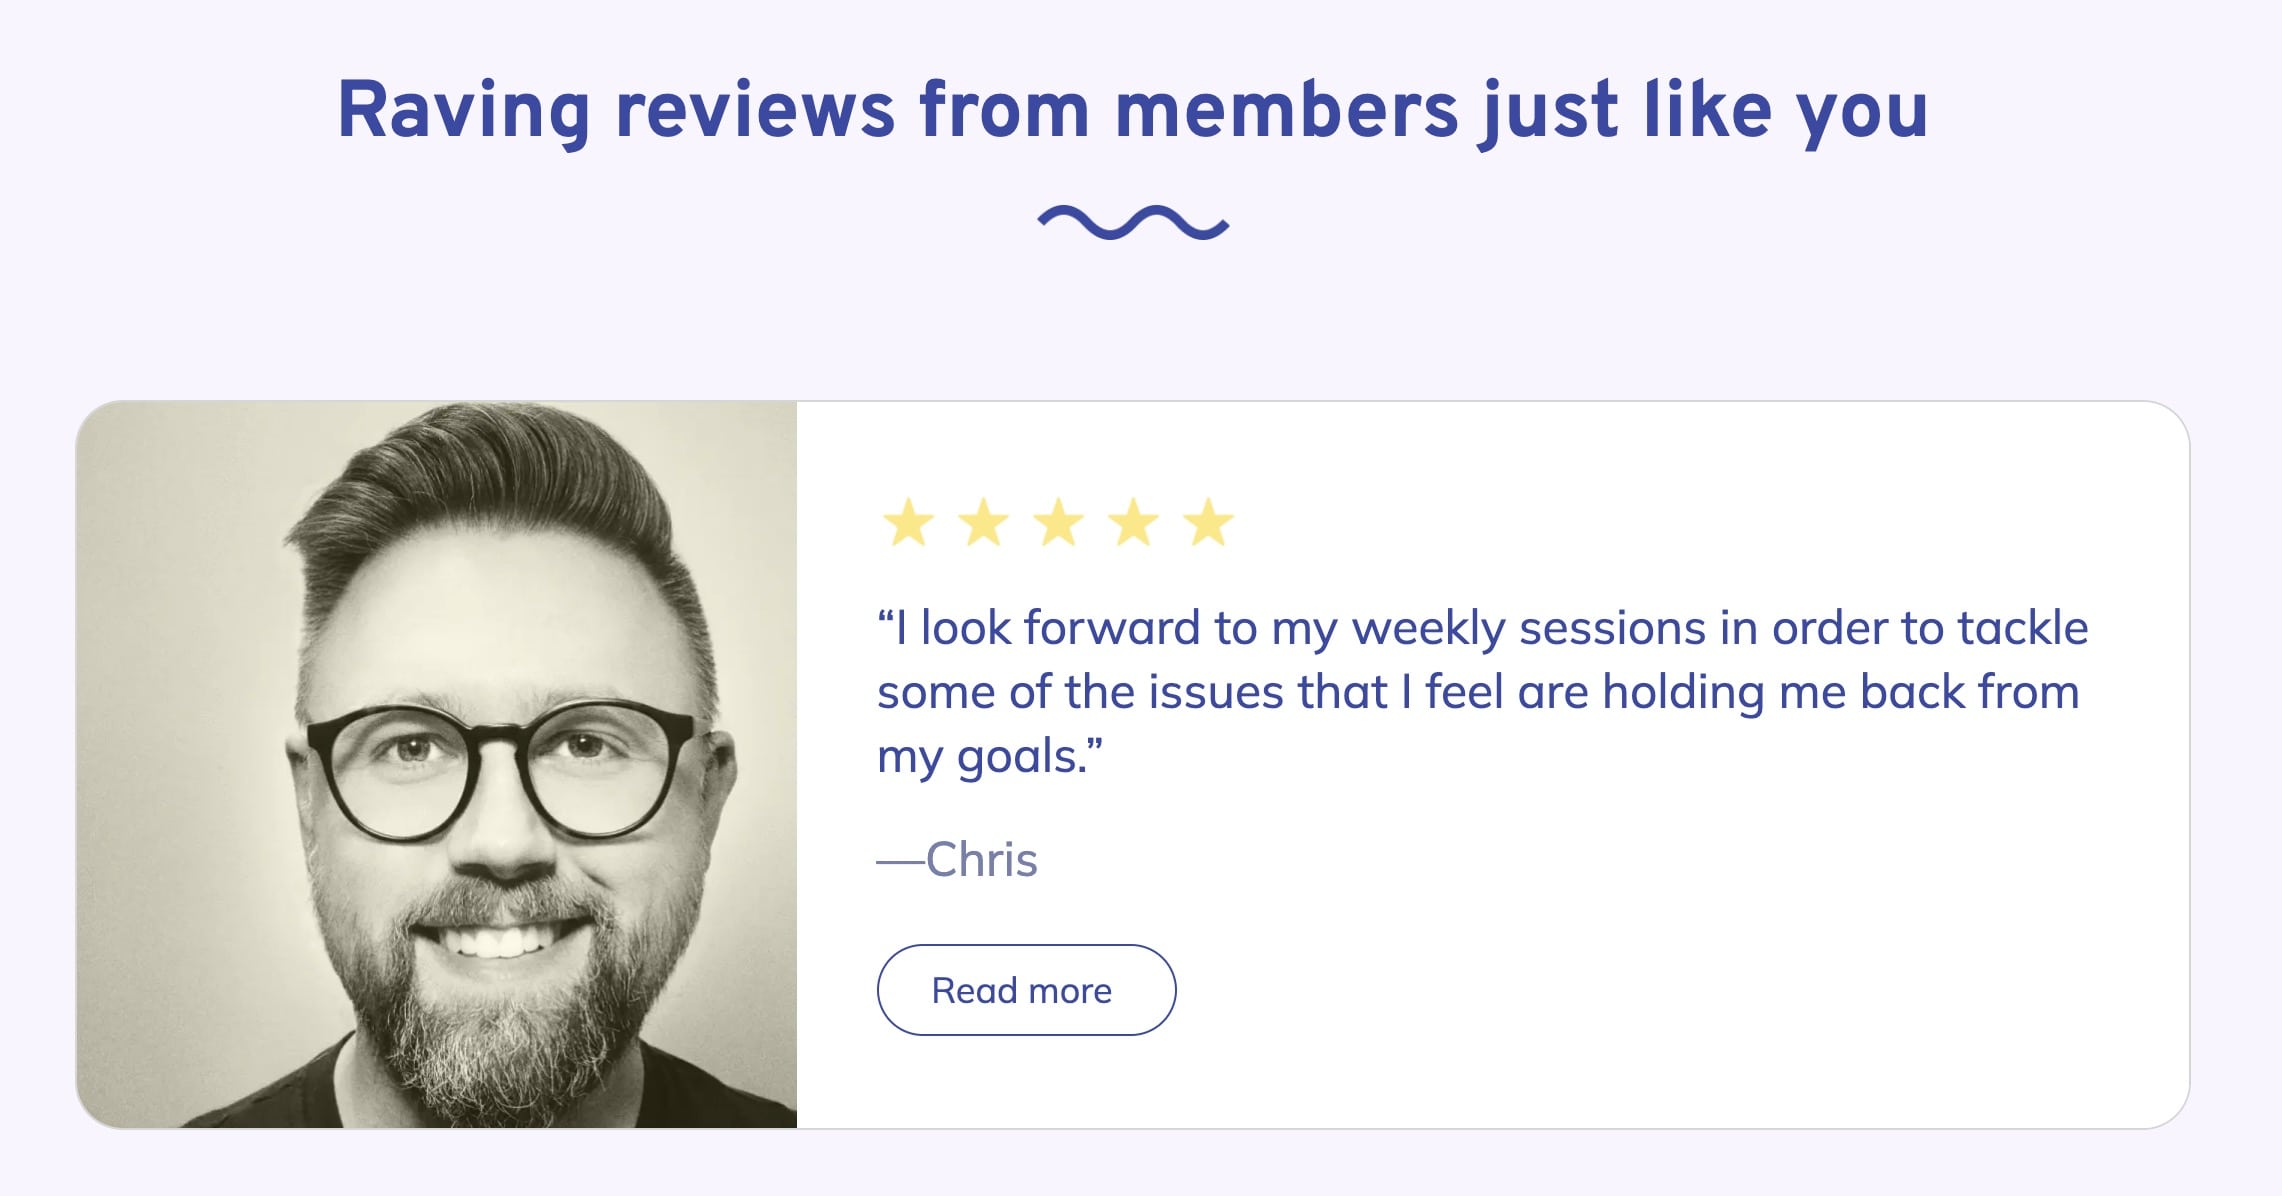 Raving reviews from members just like you
“I look forward to my weekly sessions in order to tackle
some of the issues that I feel are holding me back from
my goals.”
—Chris
Read more